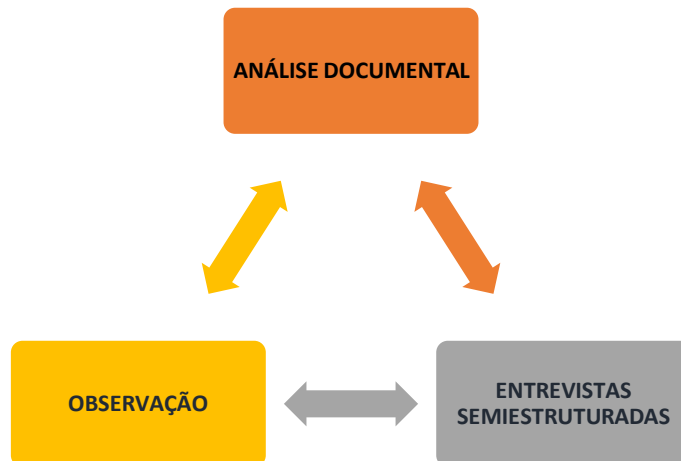 ANÁLISE DOCUMENTAL
OBSERVAÇÃO
ENTREVISTAS
SEMIESTRUTURADAS